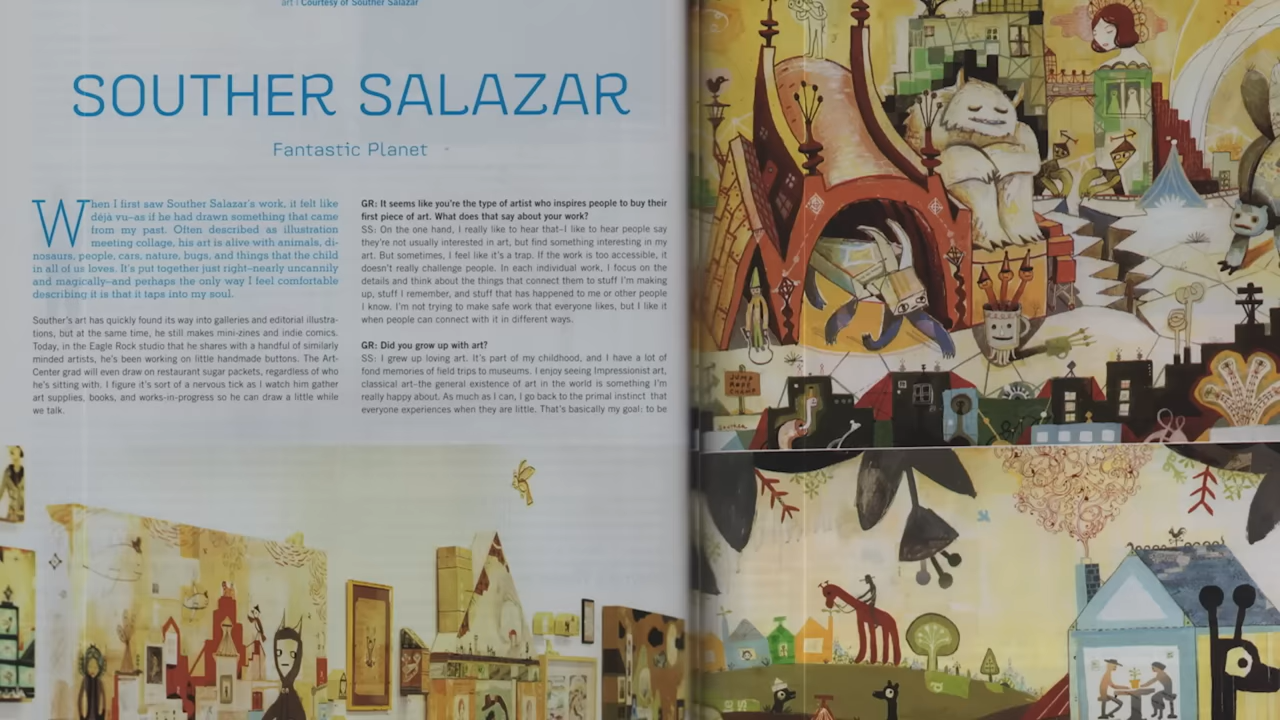 art | Courtesy of Souther Salazar
SOUTHER SALAZAR
Fantastic Planet
When I first saw Souther Salazar's work, it felt like
déjà vu–as if he had drawn something that came
from my past. Often described as illustration
meeting collage, his art is alive with animals, di-
nosaurs, people, cars, nature, bugs, and things that the child
in all of us loves. It's put together just right–nearly uncannily
and magically–and perhaps the only way I feel comfortable
describing it is that it taps into my soul.
Souther's art has quickly found its way into galleries and editorial illustra-
tions, but at the same time, he still makes mini-zines and indie comics.
Today, in the Eagle Rock studio that he shares with a handful of similarly
minded artists, he's been working on little handmade buttons. The Art-
Center grad will even draw on restaurant sugar packets, regardless of who
he's sitting with. I figure it's sort of a nervous tick as I watch him gather
art supplies, books, and works-in-progress so he can draw a little while
we talk.
GR: It seems like you're the type of artist who inspires people to buy their
first piece of art. What does that say about your work?
SS: On the one hand, I really like to hear that–I like to hear people say
they're not usually interested in art, but find something interesting in my
art. But sometimes, I feel like it's a trap. If the work is too accessible, it
doesn't really challenge people. In each individual work, I focus on the
details and think about the things that connect them to stuff I'm making
up, stuff I remember, and stuff that has happened to me or other people
I know. I'm not trying to make safe work that everyone likes, but I like it
when people can connect with it in different ways.
GR: Did you grow up with art?
SS: I grew up loving art. It's part of my childhood, and I have a lot of
fond memories of field trips to museums. I enjoy seeing Impressionist art,
classical art–the general existence of art in the world is something I'm
really happy about. As much as I can, I go back to the primal instinct that
everyone experiences when they are little. That's basically my goal: to be
JUMP
ROPE
CHAMP
Souther